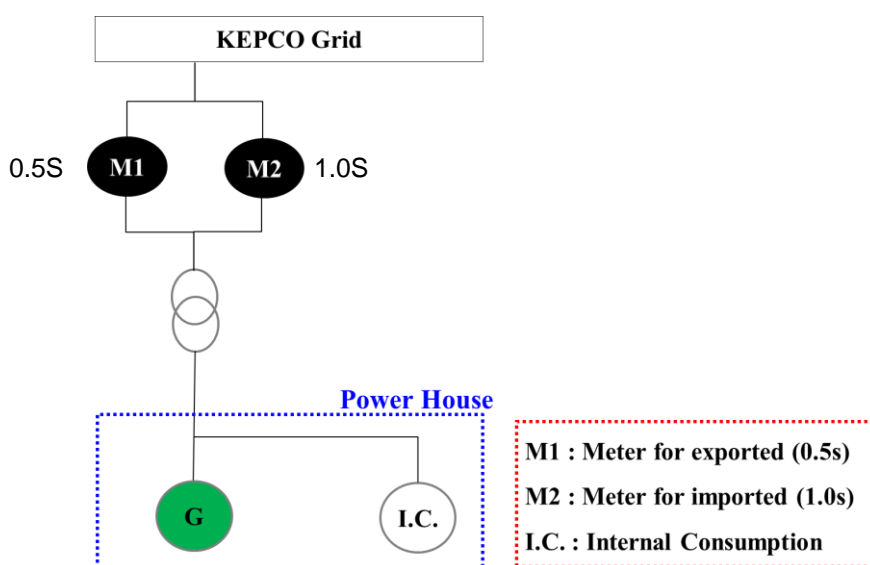 KEPCO Grid
0.5S
M1
M2
1.0S
Power House
G
I.C.
M1 : Meter for exported (0.5s)
M2 : Meter for imported (1.0s)
I.C. : Internal Consumption